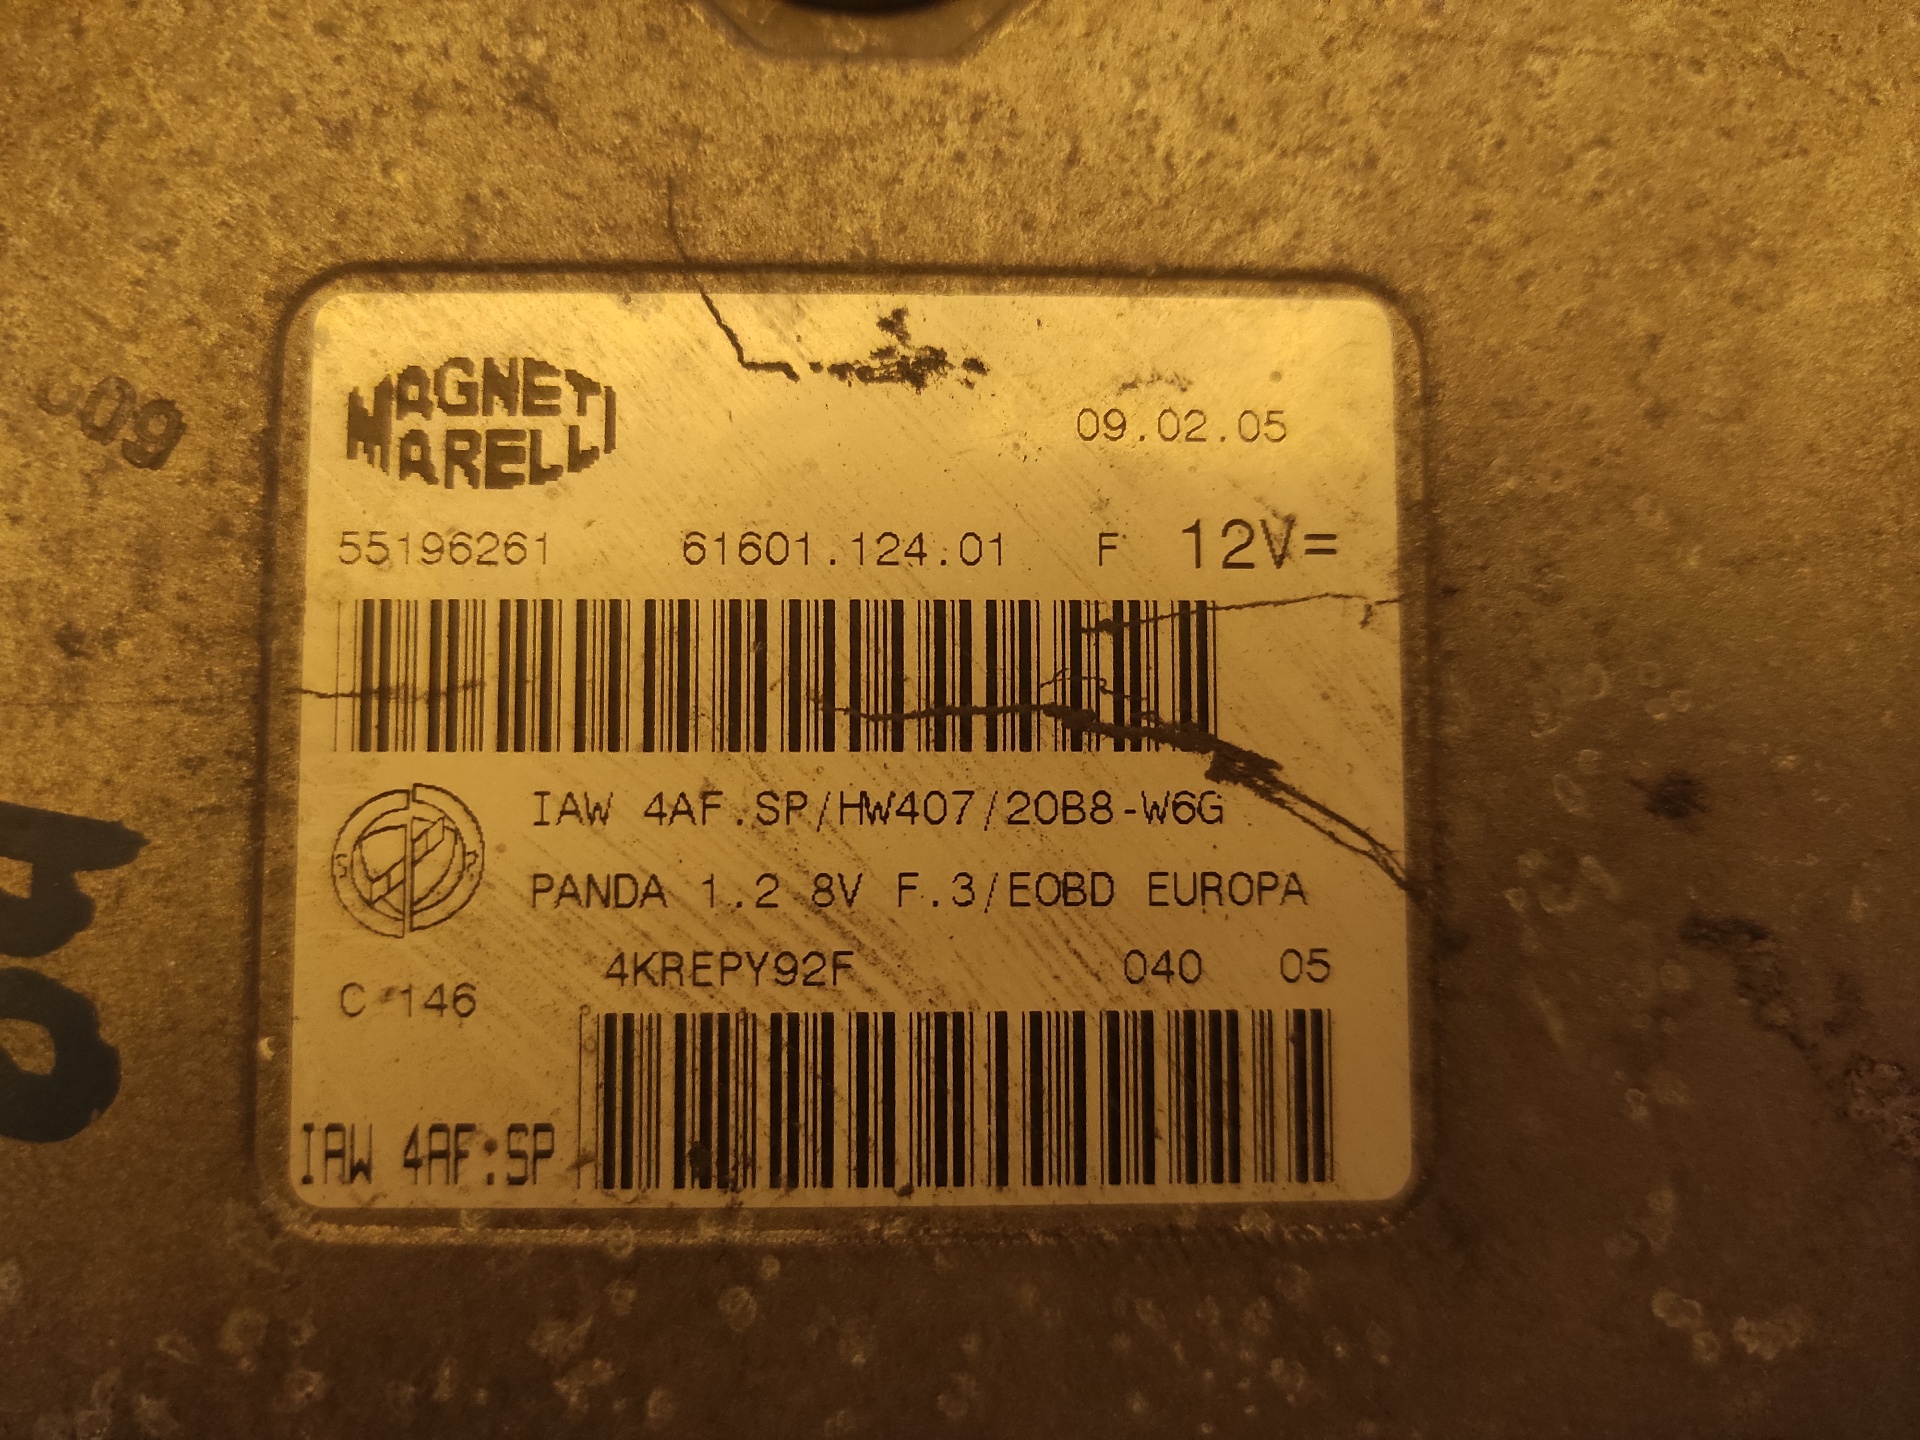 MAGNETI
MARELLI
09.02.05
55196261 61601.124.01 F 12V=
IAW 4AF.SP/HW407/20B8-W6G
PANDA 1.2 8V F.3/EOBD EUROPA
4KREPY92F 040 05
C 146
IAW 4AF:SP